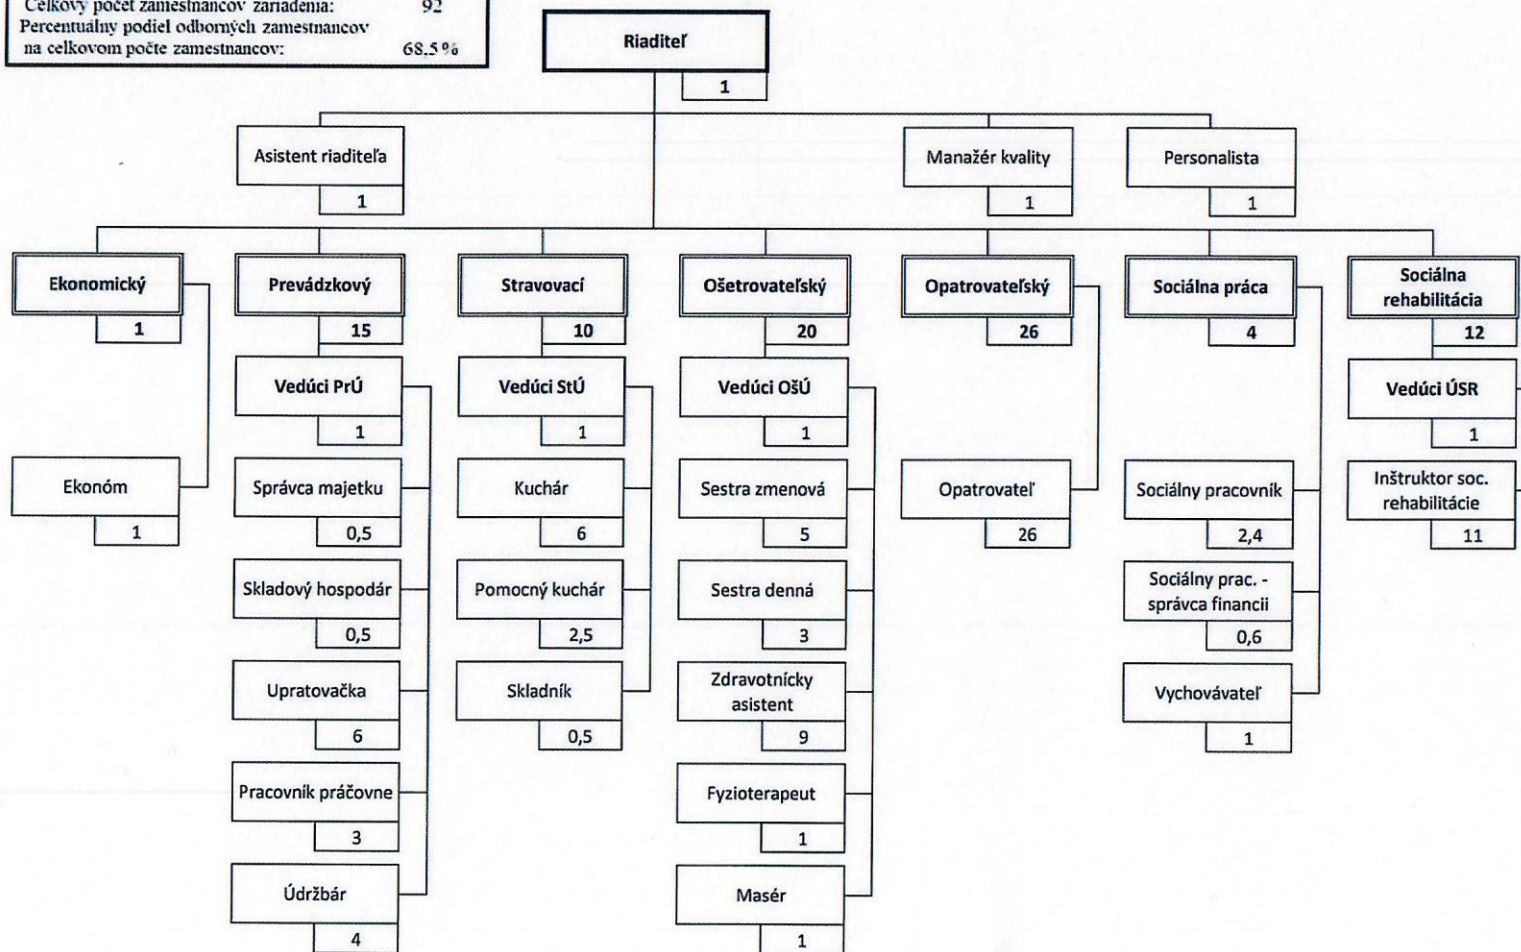 Celkový počet zamestnancov zariadenia: 92
Percentuálny podiel odborných zamestnancov
na celkovom počte zamestnancov: 68,5%
Riaditeľ
1
Asistent riaditeľa
1
Manažér kvality
1
Personalista
1
Ekonomický
1
Ekonóm
1
Prevádzkový
15
Vedúci PrÚ
1
Správca majetku
0,5
Skladový hospodár
0,5
Upratovačka
6
Pracovník práčovne
3
Údržbár
4
Stravovací
10
Vedúci StÚ
1
Kuchár
6
Pomocný kuchár
2,5
Skladník
0,5
Ošetrovateľský
20
Vedúci OšÚ
1
Sestra zmenová
5
Sestra denná
3
Zdravotnícky
asistent
9
Fyzioterapeut
1
Masér
1
Opatrovateľský
26
Opatrovateľ
26
Sociálna práca
4
Sociálny pracovník
2,4
Sociálny prac. -
správca financii
0,6
Vychovávateľ
1
Sociálna
rehabilitácia
12
Vedúci ÚSR
1
Inštruktor soc.
rehabilitácie
11